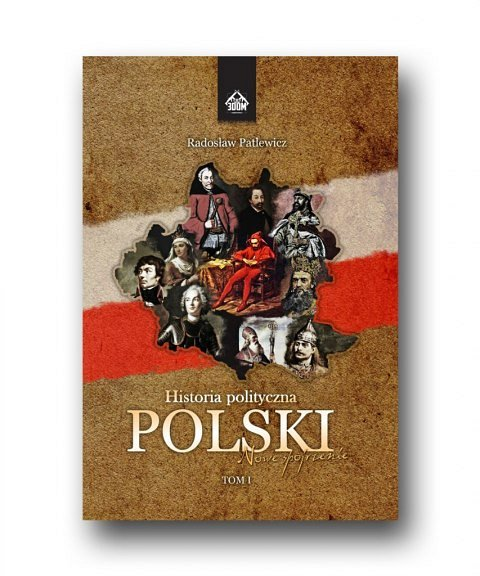 3DOM
Radosław Patlewicz
Historia polityczna
POLSKI
Nowe spojrzenie
TOM I